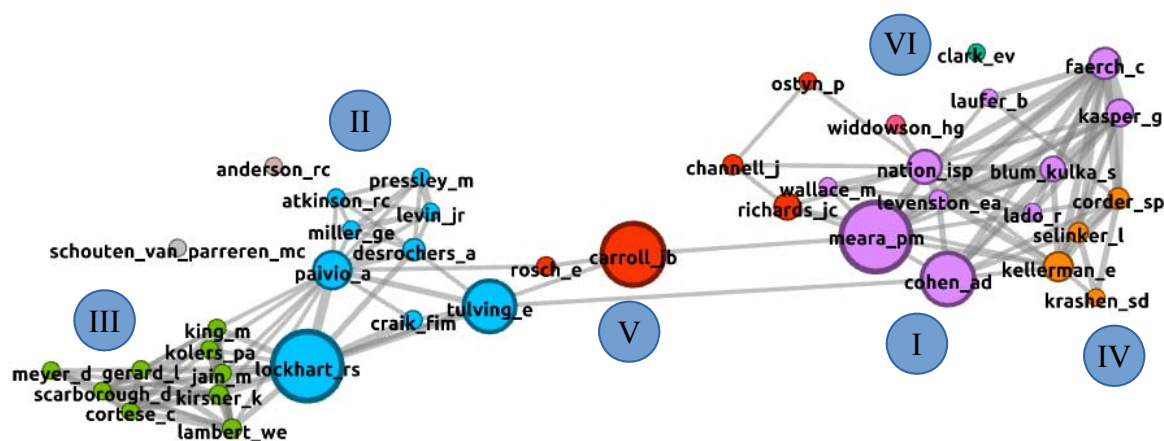 VI
clark_ev
faerch_c
ostyn_p
laufer_b
kasper_g
II
widdowson_hg
anderson_rc
pressley_m
channell_j
nation_isp
blum_kulka_s
atkinson_rc
levin_jr
wallace_m
levenston_ea
corder_sp
richards_jc
lado_r
miller_ge
schouten_van_parreren_mc
desrochers_a
meara_pm
selinker_l
paivio_a
rosch_e
carroll_jb
kellerman_e
cohen_ad
krashen_sd
III
tulving_e
craik_fim
V
I
IV
king_m
kolers_pa
lockhart_rs
meyer_d
gerard_l
jain_m
scarborough_d
kirsner_k
cortese_c
lambert_we